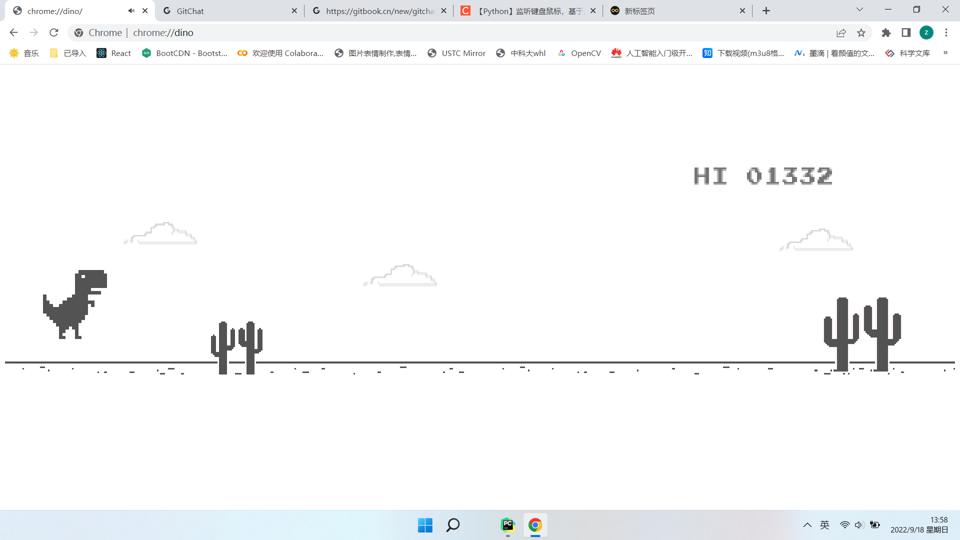 chrome://dino/
GitChat
https://gitbook.cn/new/gitcha
【Python】监听键盘鼠标，基于
新标签页
Chrome | chrome://dino
音乐
已导入
React
BootCDN - Bootst...
欢迎使用 Colabora...
图片表情制作,表情...
USTC Mirror
中科大whl
OpenCV
人工智能入门极开...
下载视频(m3u8格...
墨滴 | 看颜值的文...
科学文库
HI 01332
英
13:58
2022/9/18 星期日